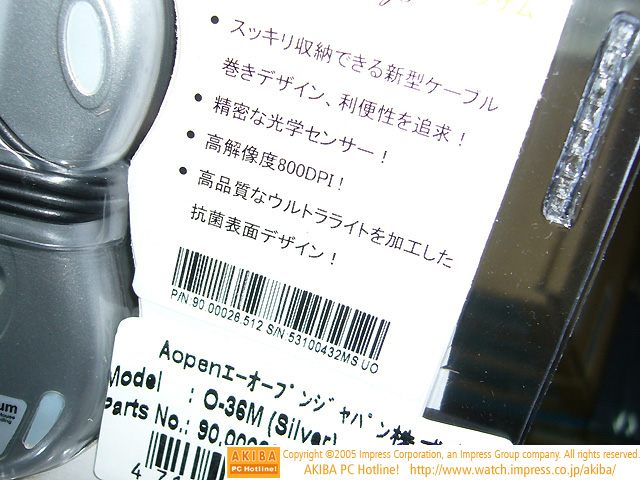 • スッキリ収納できる新型ケーブル
巻きデザイン、利便性を追求！
• 精密な光学センサー！
• 高解像度800DPI！
• 高品質なウルトラライトを加工した
抗菌表面デザイン！
P/N 90.00026.512 S/N 53100432MS UO
Aopenエーオープンジャパン株
Model : O-36M (Silver)
Parts No.: 90.000
4 7
AKIBA
PC Hotline!
Copyright ©2005 Impress Corporation, an Impress Group company. All rights reserved.
AKIBA PC Hotline! http://www.watch.impress.co.jp/akiba/